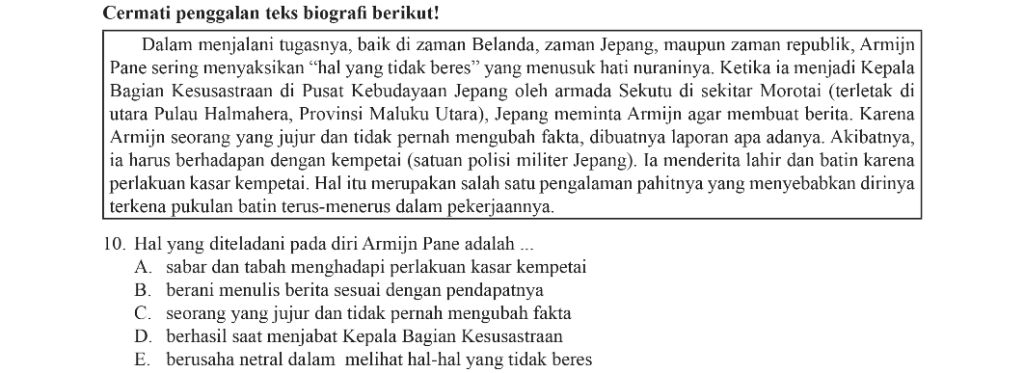 Cermati penggalan teks biografi berikut!
Dalam menjalani tugasnya, baik di zaman Belanda, zaman Jepang, maupun zaman republik, Armijn
Pane sering menyaksikan “hal yang tidak beres” yang menusuk hati nuraninya. Ketika ia menjadi Kepala
Bagian Kesusastraan di Pusat Kebudayaan Jepang oleh armada Sekutu di sekitar Morotai (terletak di
utara Pulau Halmahera, Provinsi Maluku Utara), Jepang meminta Armijn agar membuat berita. Karena
Armijn seorang yang jujur dan tidak pernah mengubah fakta, dibuatnya laporan apa adanya. Akibatnya,
ia harus berhadapan dengan kempetai (satuan polisi militer Jepang). Ia menderita lahir dan batin karena
perlakuan kasar kempetai. Hal itu merupakan salah satu pengalaman pahitnya yang menyebabkan dirinya
terkena pukulan batin terus-menerus dalam pekerjaannya.
10. Hal yang diteladani pada diri Armijn Pane adalah ...
A. sabar dan tabah menghadapi perlakuan kasar kempetai
B. berani menulis berita sesuai dengan pendapatnya
C. seorang yang jujur dan tidak pernah mengubah fakta
D. berhasil saat menjabat Kepala Bagian Kesusastraan
E. berusaha netral dalam melihat hal-hal yang tidak beres